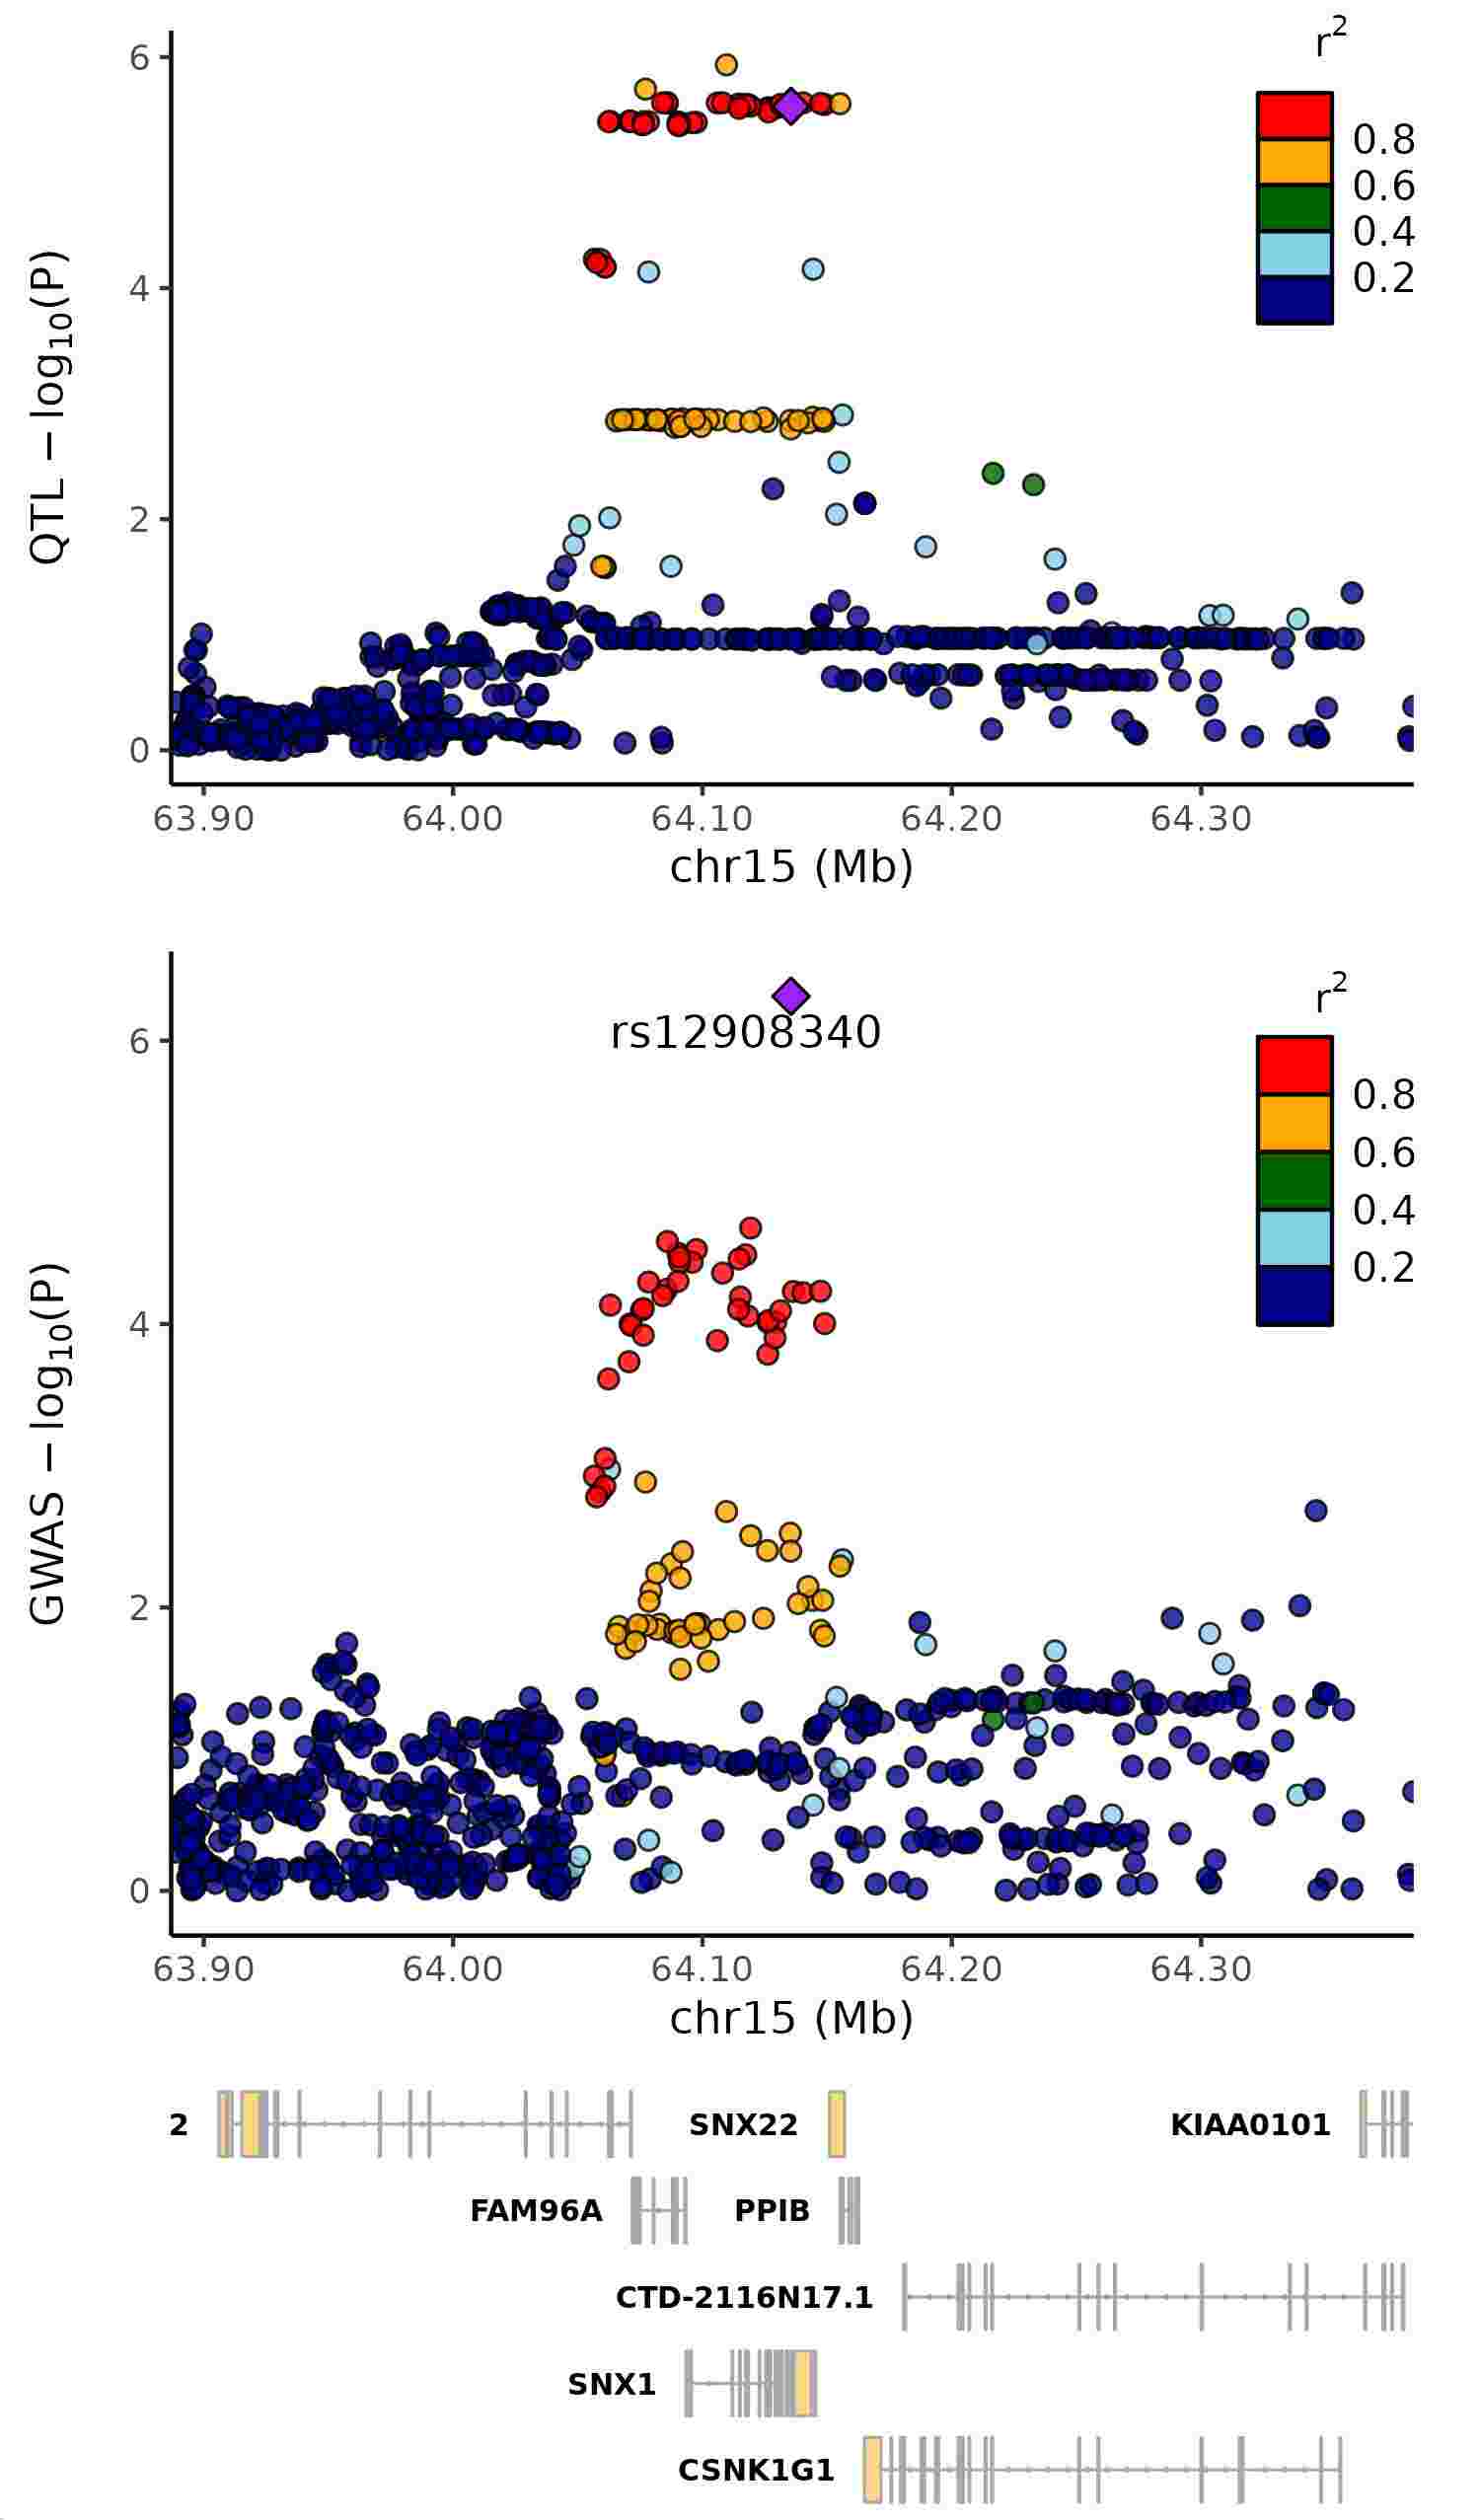 r2
6
4
2
0
QTL − log10(P)
0.8
0.6
0.4
0.2
63.90 64.00 64.10 64.20 64.30
chr15 (Mb)
r2
rs12908340
6
4
2
0
GWAS − log10(P)
0.8
0.6
0.4
0.2
63.90 64.00 64.10 64.20 64.30
chr15 (Mb)
2 SNX22 KIAA0101
FAM96A PPIB
CTD-2116N17.1
SNX1
CSNK1G1